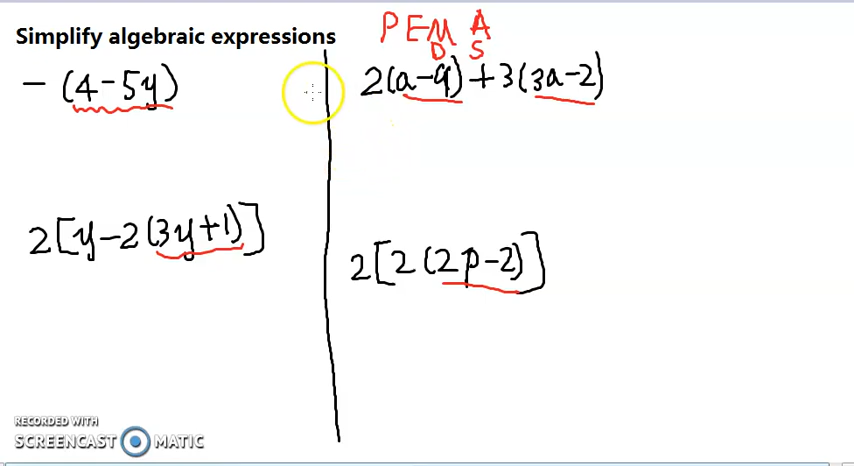 Simplify algebraic expressions
P E M A
D S
- (4 - 5y)
2(a - 9) + 3(3a - 2)
2[y - 2(3y + 1)]
2[2(2p - 2)]
RECORDED WITH
SCREENCAST MATIC